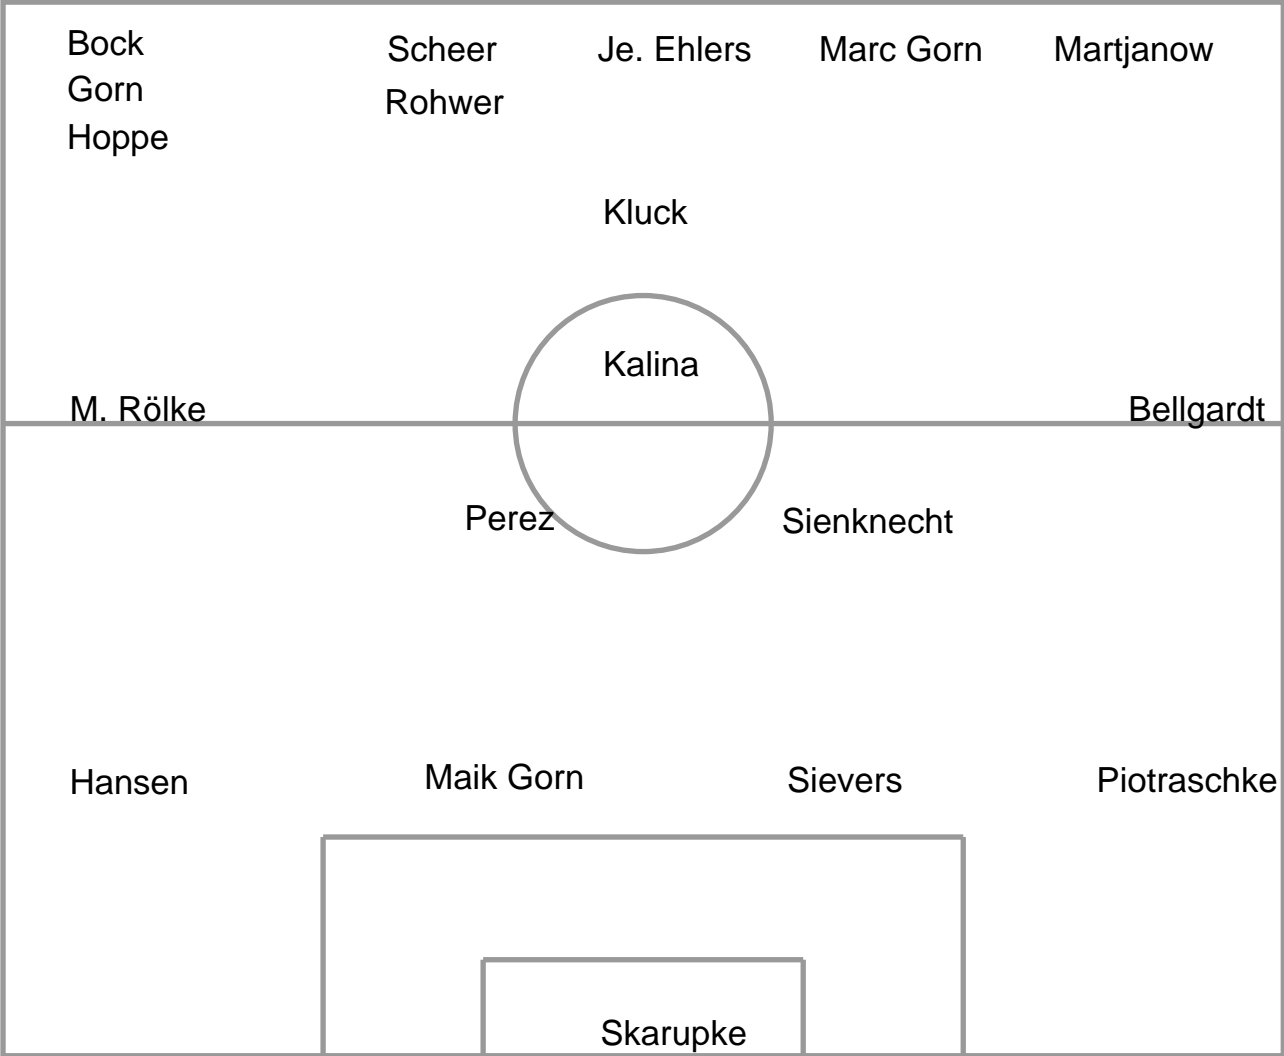 Bock
Scheer
Je. Ehlers
Marc Gorn
Martjanow
Gorn
Rohwer
Hoppe
Kluck
Kalina
M. Rölke
Bellgardt
Perez
Sienknecht
Hansen
Maik Gorn
Sievers
Piotraschke
Skarupke